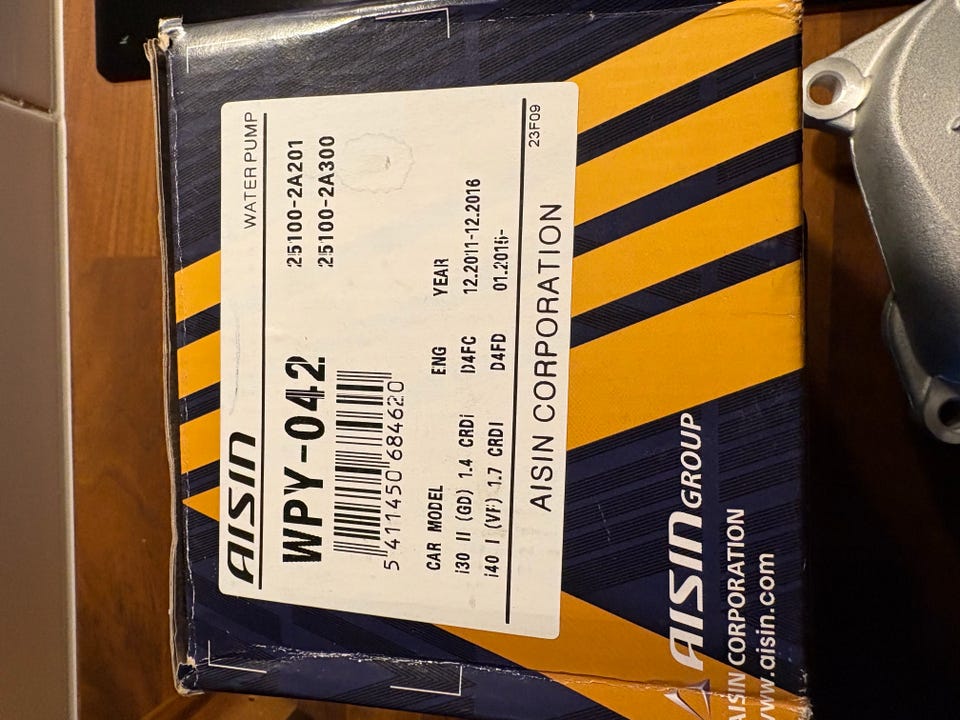 AISIN WATER PUMP
WPY-042 25100-2A201
25100-2A300
5 411450 684620
CAR MODEL ENG YEAR
i30 II (GD) 1.4 CRDi D4FC 12.2011-12.2016
i40 I (VF) 1.7 CRDI D4FD 01.2015-
23F09
AISIN CORPORATION
AISIN GROUP
AISIN CORPORATION
www.aisin.com